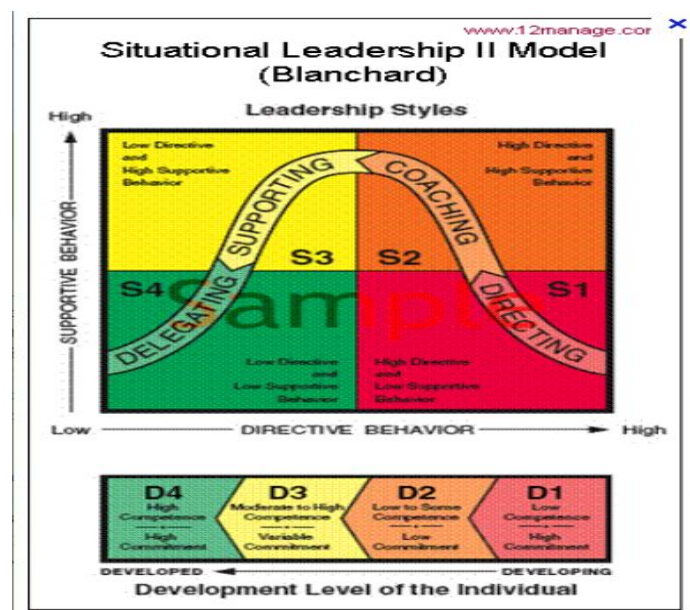 www.12manage.cor
Situational Leadership II Model
(Blanchard)
Leadership Styles
High
Low Directive
and
High Supportive
Behavior
High Directive
and
High Supportive
Behavior
SUPPORTING
COACHING
S3
S2
S4
S1
Sample
DELEGATING
DIRECTING
Low Directive
and
Low Supportive
Behavior
High Directive
and
Low Supportive
Behavior
SUPPORTIVE BEHAVIOR
Low
DIRECTIVE BEHAVIOR
High
D4
High
Competence
High
Commitment
D3
Moderate to High
Competence
Variable
Commitment
D2
Low to Some
Competence
Low
Commitment
D1
Low
Competence
High
Commitment
DEVELOPED
DEVELOPING
Development Level of the Individual